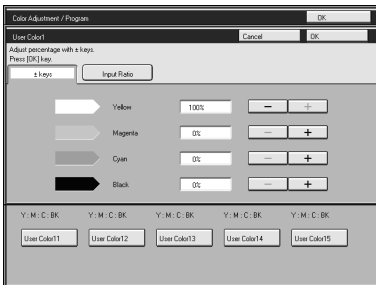 Color Adjustment / Program OK
User Color1 Cancel OK
Adjust percentage with ± keys.
Press [OK] key.
± keys Input Ratio
Yellow 100% − +
Magenta 0% − +
Cyan 0% − +
Black 0% − +
Y : M : C : BK Y : M : C : BK Y : M : C : BK Y : M : C : BK Y : M : C : BK
User Color11 User Color12 User Color13 User Color14 User Color15